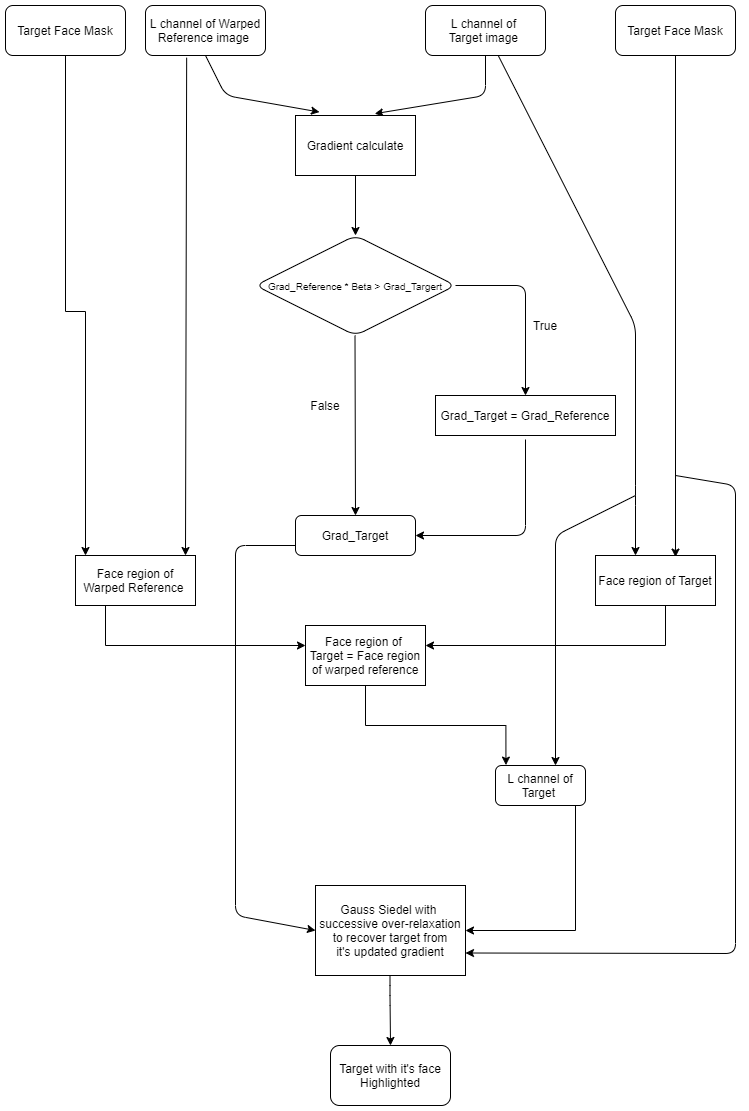 Target Face Mask
L channel of Warped
Reference image
L channel of
Target image
Target Face Mask
Gradient calculate
Grad_Reference * Beta > Grad_Targert
True
False
Grad_Target = Grad_Reference
Grad_Target
Face region of
Warped Reference
Face region of Target
Face region of
Target = Face region
of warped reference
L channel of
Target
Gauss Siedel with
successive over-relaxation
to recover target from
it's updated gradient
Target with it's face
Highlighted